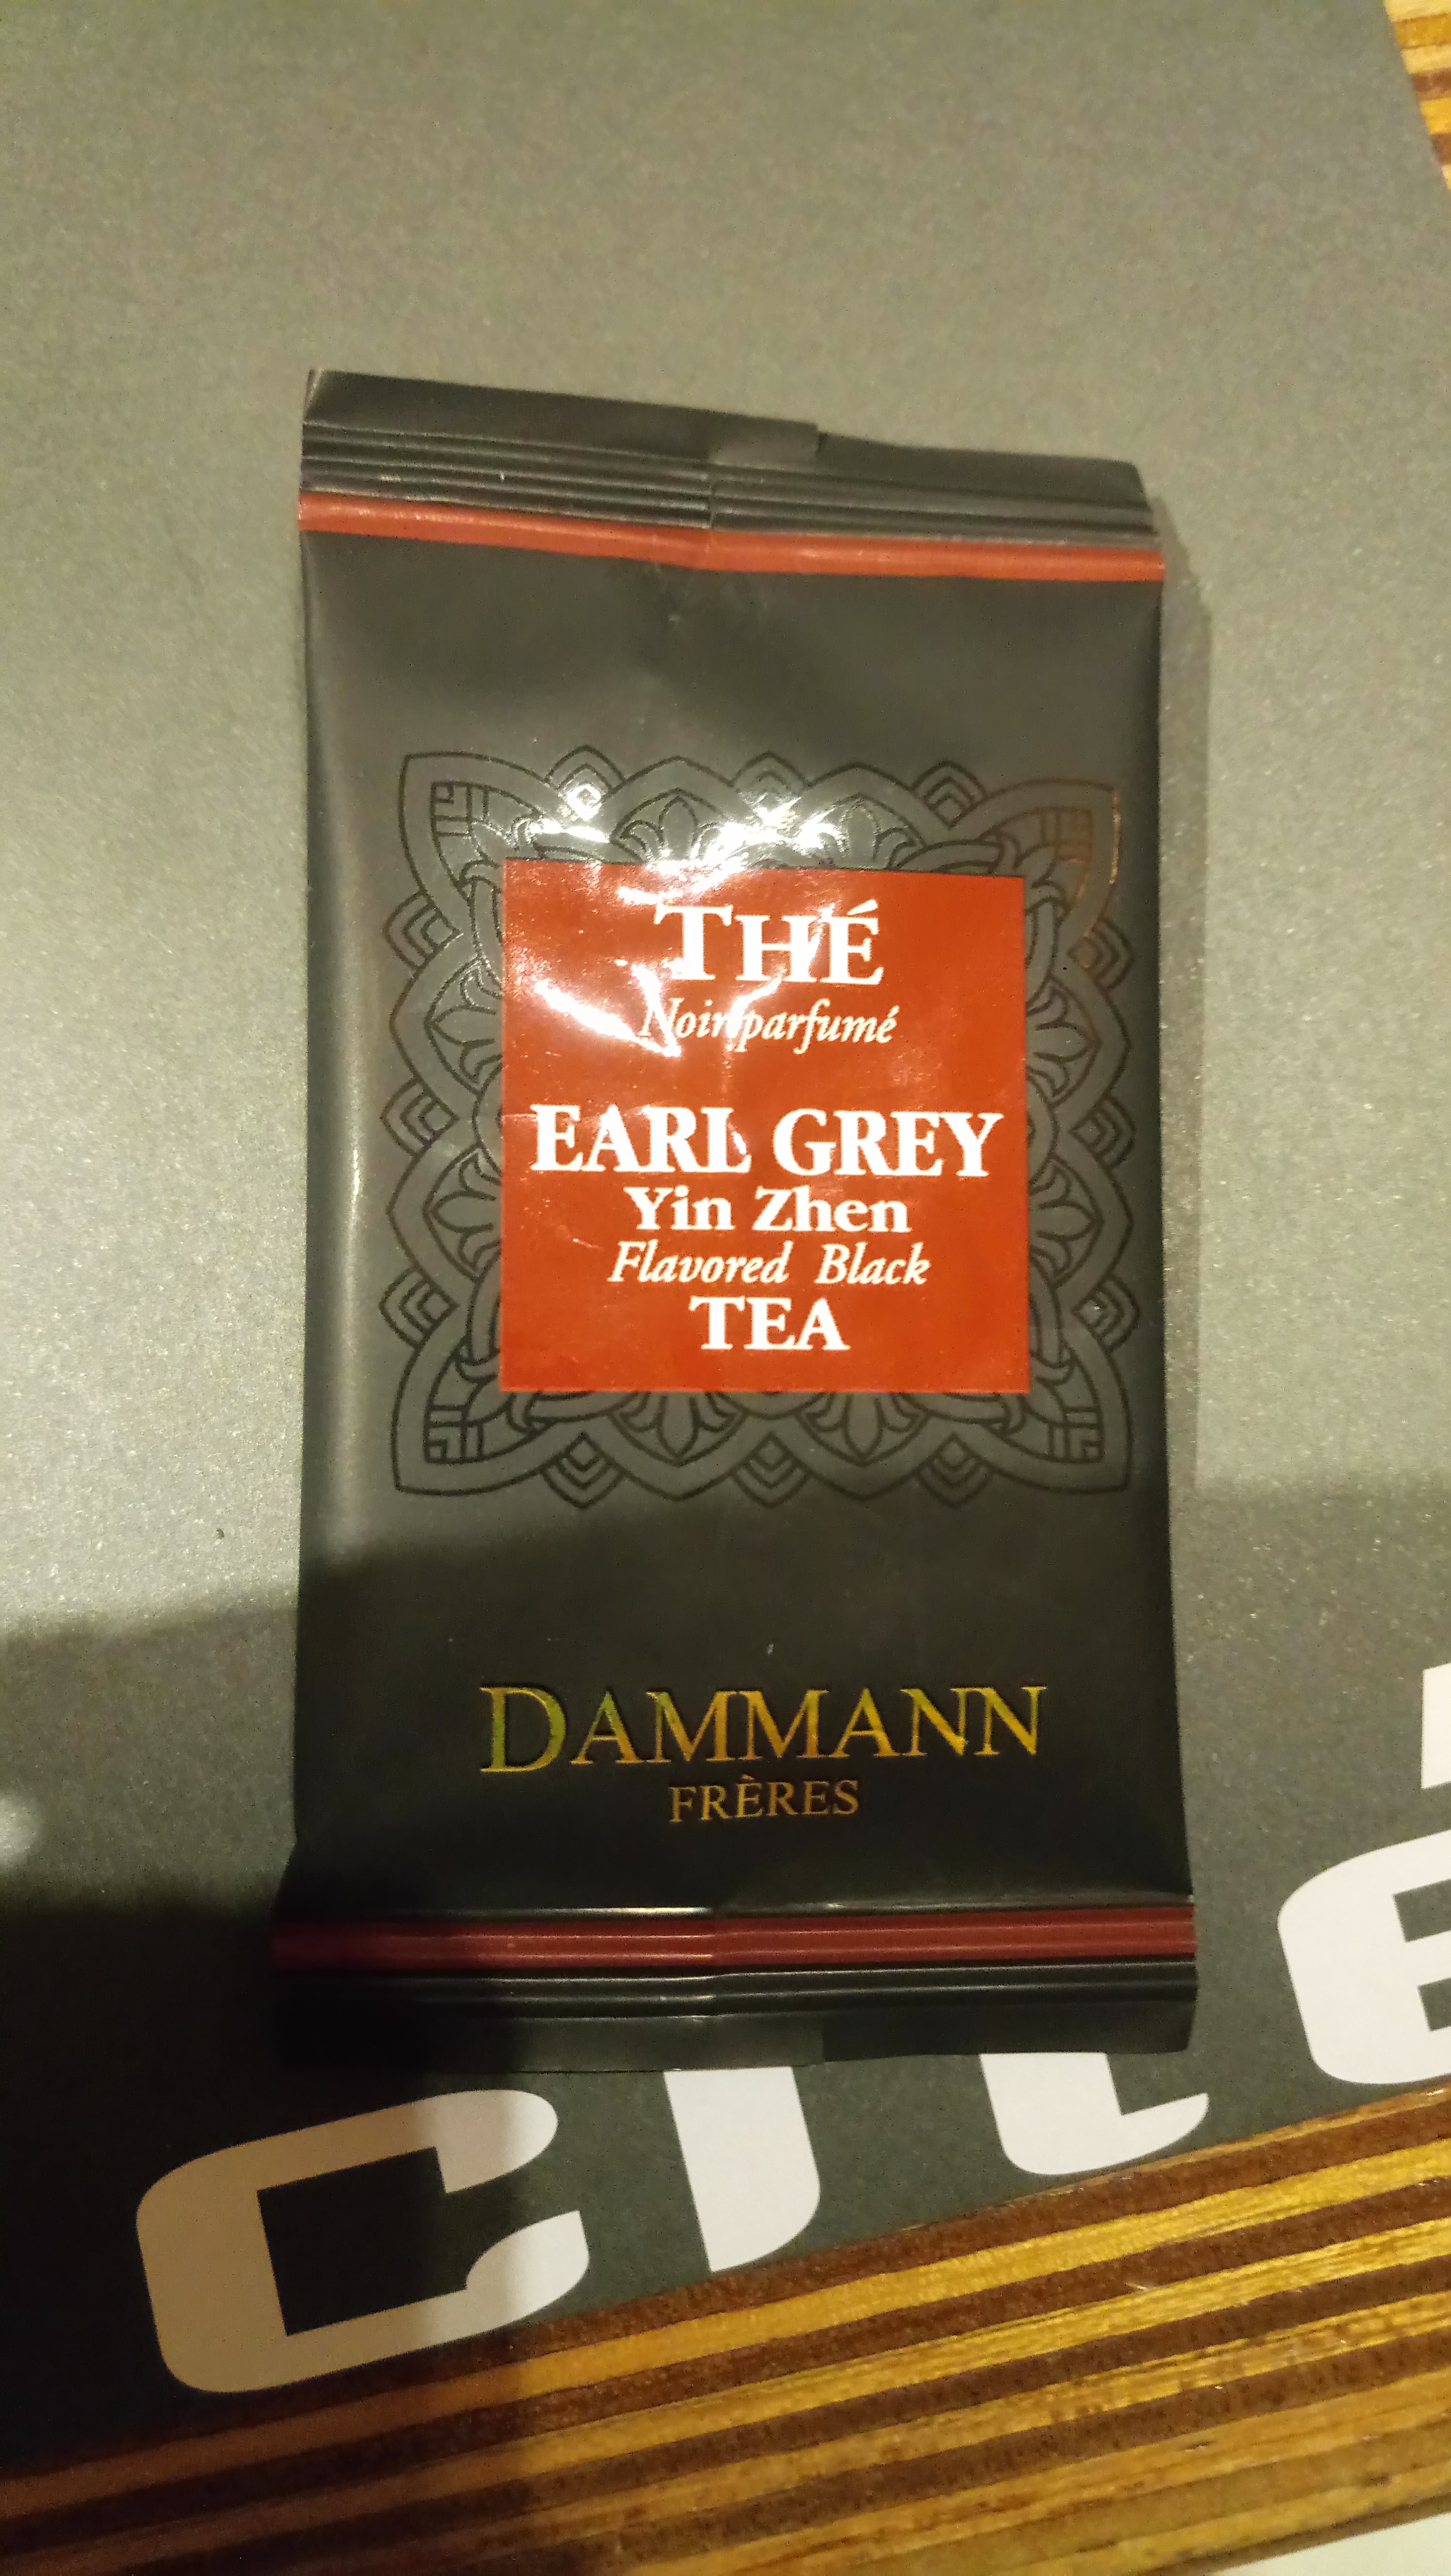 THÉ
Noir parfumé
EARL GREY
Yin Zhen
Flavored Black
TEA
DAMMANN
FRÈRES